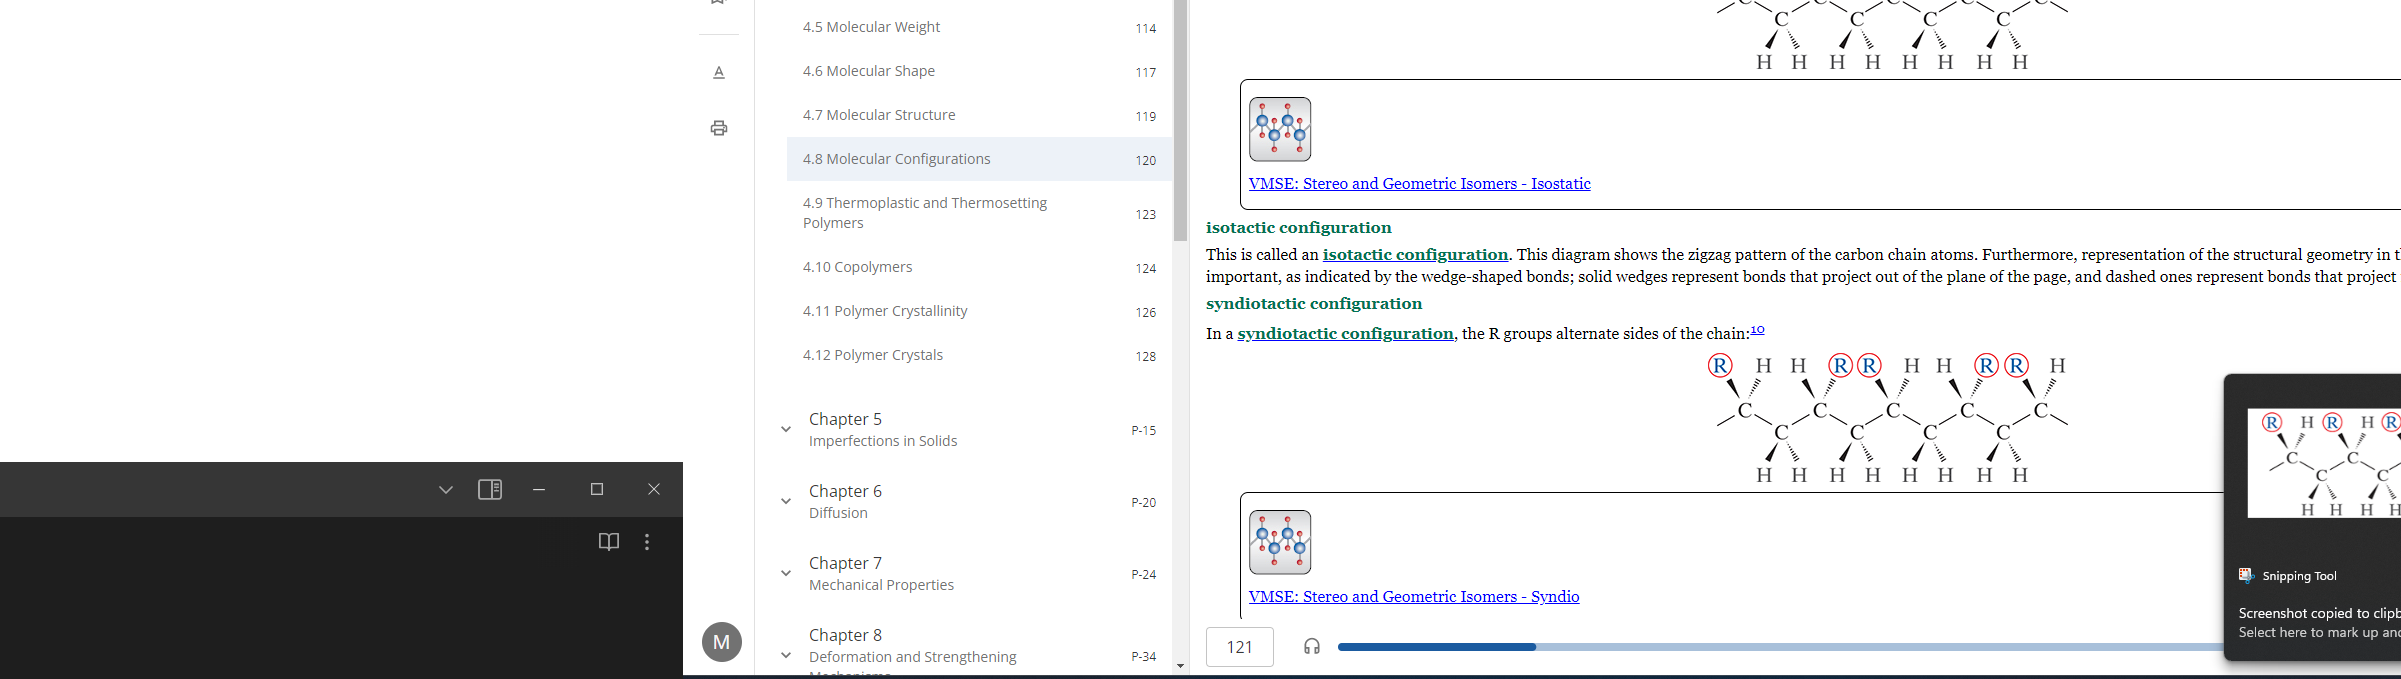 4.5 Molecular Weight 114
4.6 Molecular Shape 117
4.7 Molecular Structure 119
4.8 Molecular Configurations 120
4.9 Thermoplastic and Thermosetting
Polymers 123
4.10 Copolymers 124
4.11 Polymer Crystallinity 126
4.12 Polymer Crystals 128
Chapter 5
Imperfections in Solids P-15
Chapter 6
Diffusion P-20
Chapter 7
Mechanical Properties P-24
Chapter 8
Deformation and Strengthening P-34
M
C C C C
H H H H H H H H
VMSE: Stereo and Geometric Isomers - Isostatic
isotactic configuration
This is called an isotactic configuration. This diagram shows the zigzag pattern of the carbon chain atoms. Furthermore, representation of the structural geometry in
important, as indicated by the wedge-shaped bonds; solid wedges represent bonds that project out of the plane of the page, and dashed ones represent bonds that project
syndiotactic configuration
In a syndiotactic configuration, the R groups alternate sides of the chain:10
R H H R R H H R R H
C C C C C
C C C C
H H H H H H H H
VMSE: Stereo and Geometric Isomers - Syndio
121
R H R H R
C C
C C
H H H H
Snipping Tool
Screenshot copied to
Select here to mark up